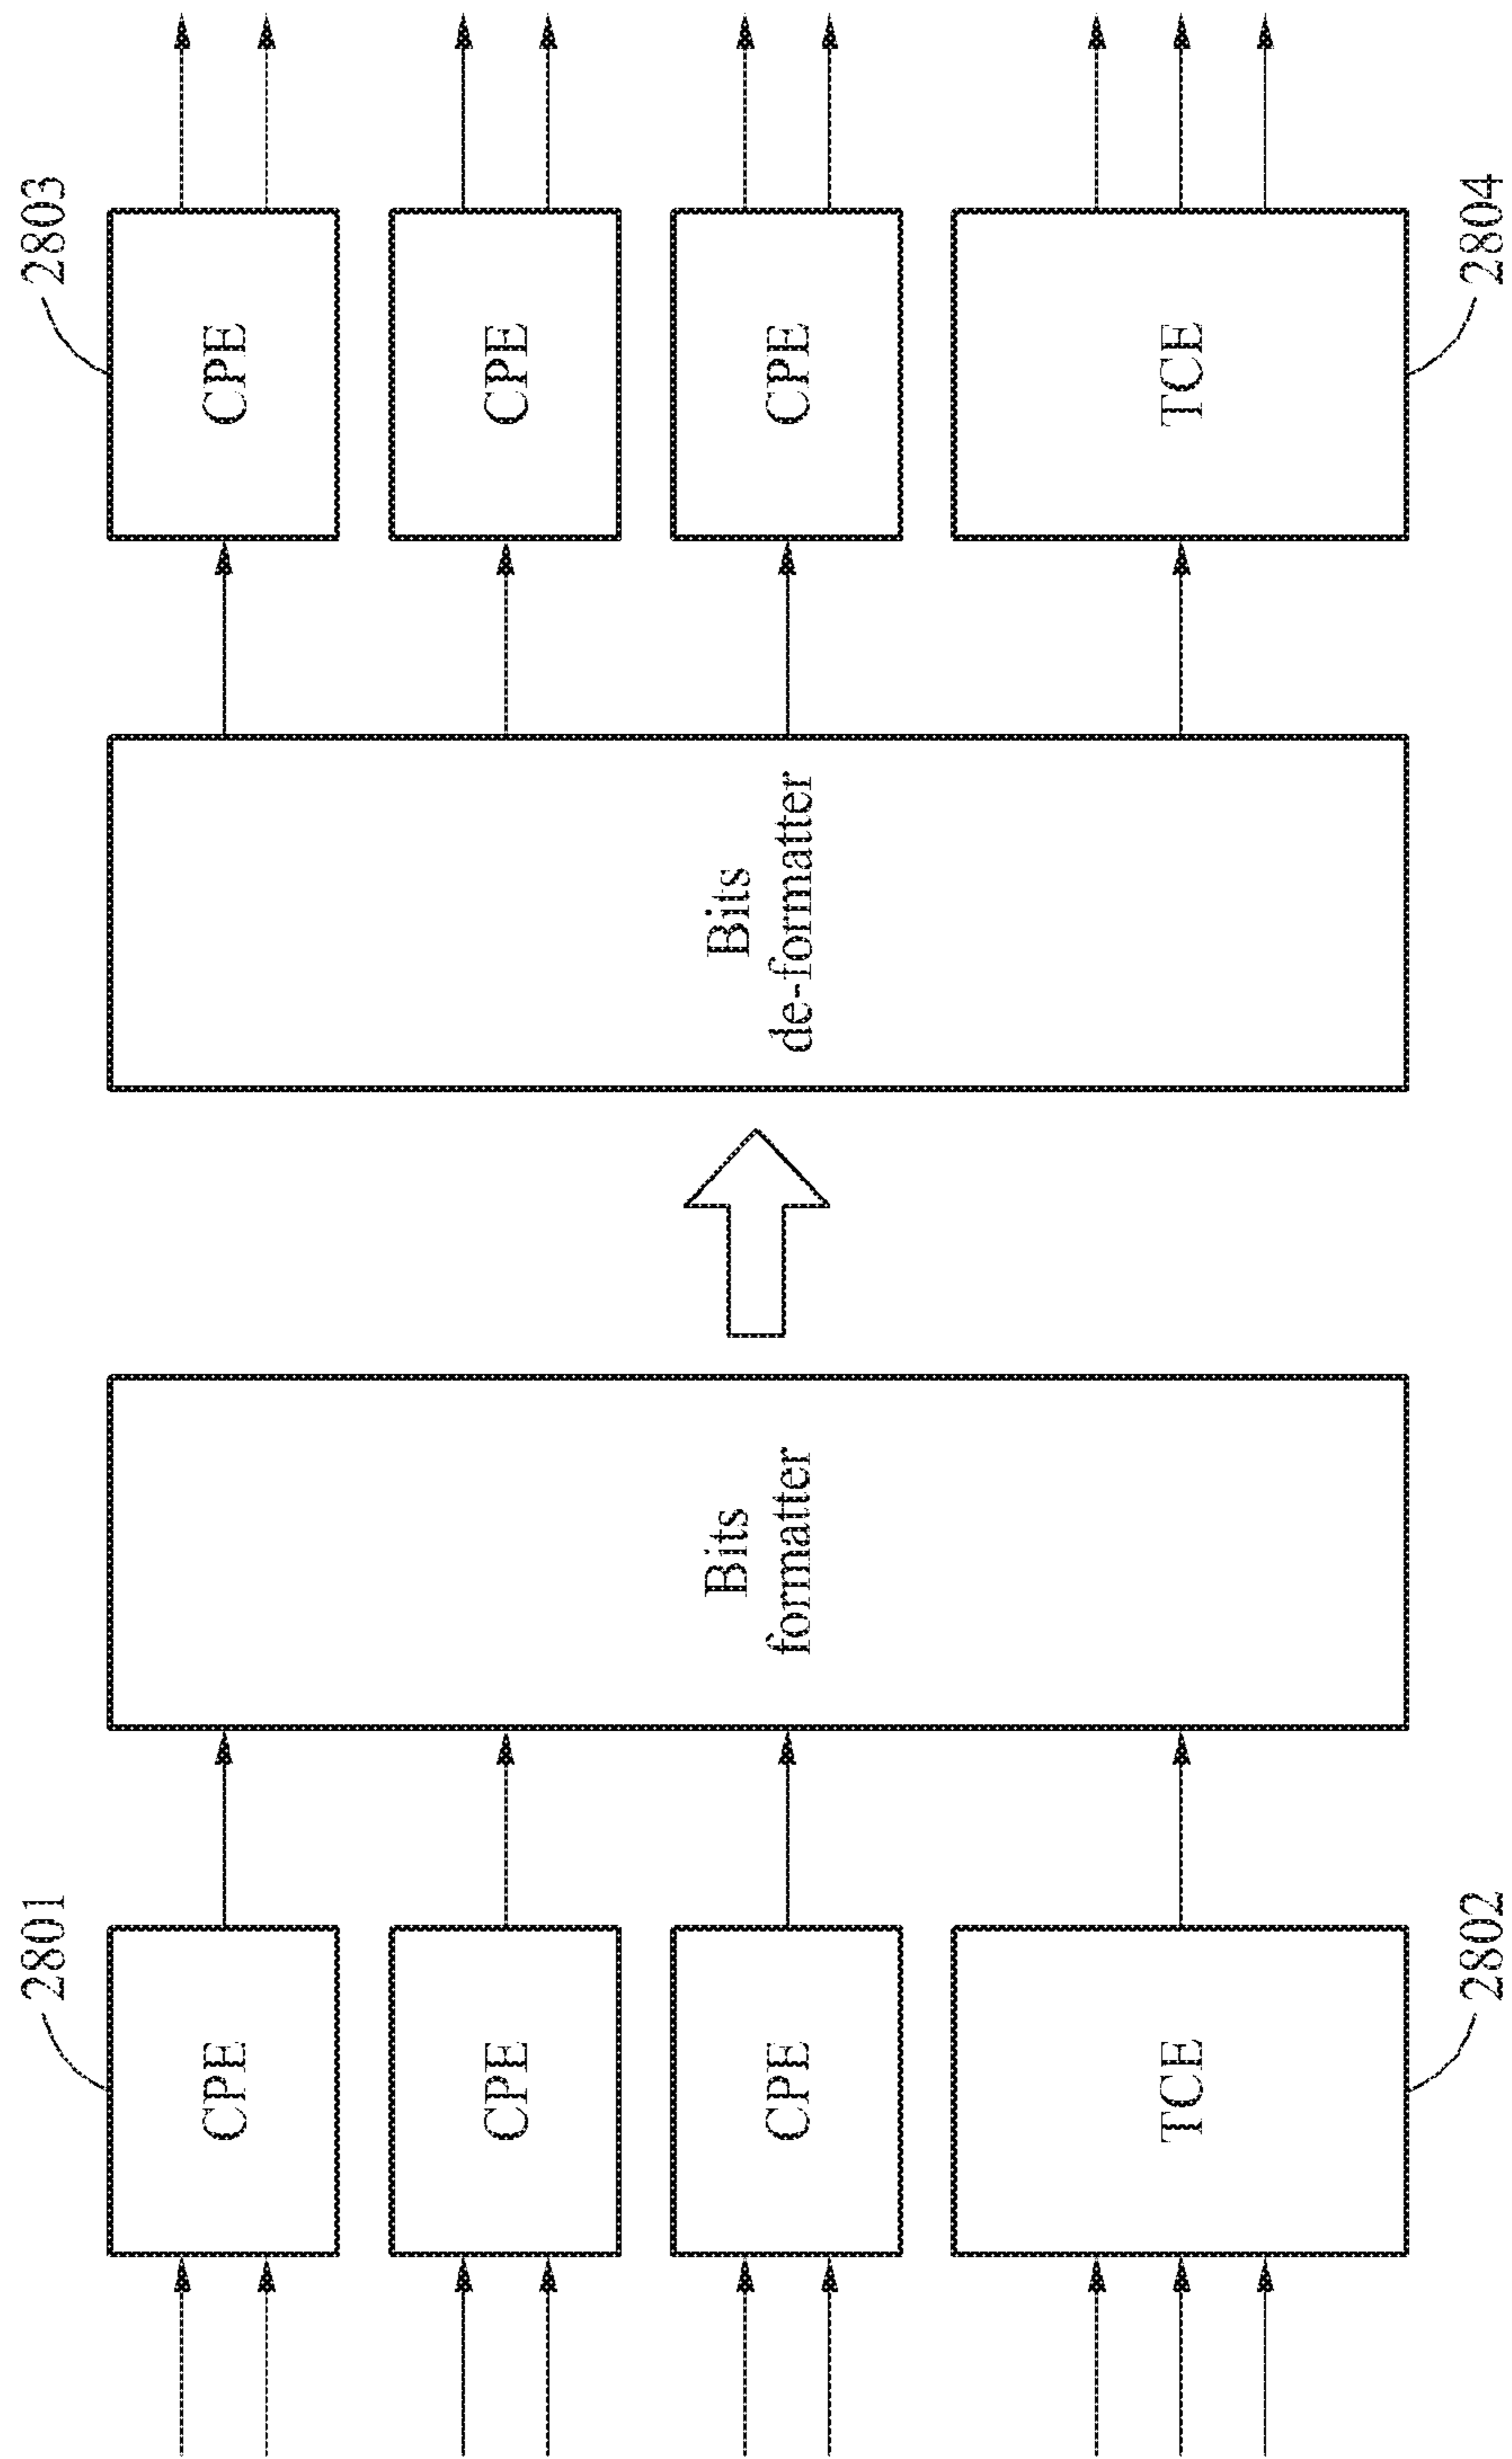 2801
CPE
CPE
CPE
TCE
2802
Bits
formatter
Bits
de-formatter
2803
CPE
CPE
CPE
TCE
2804